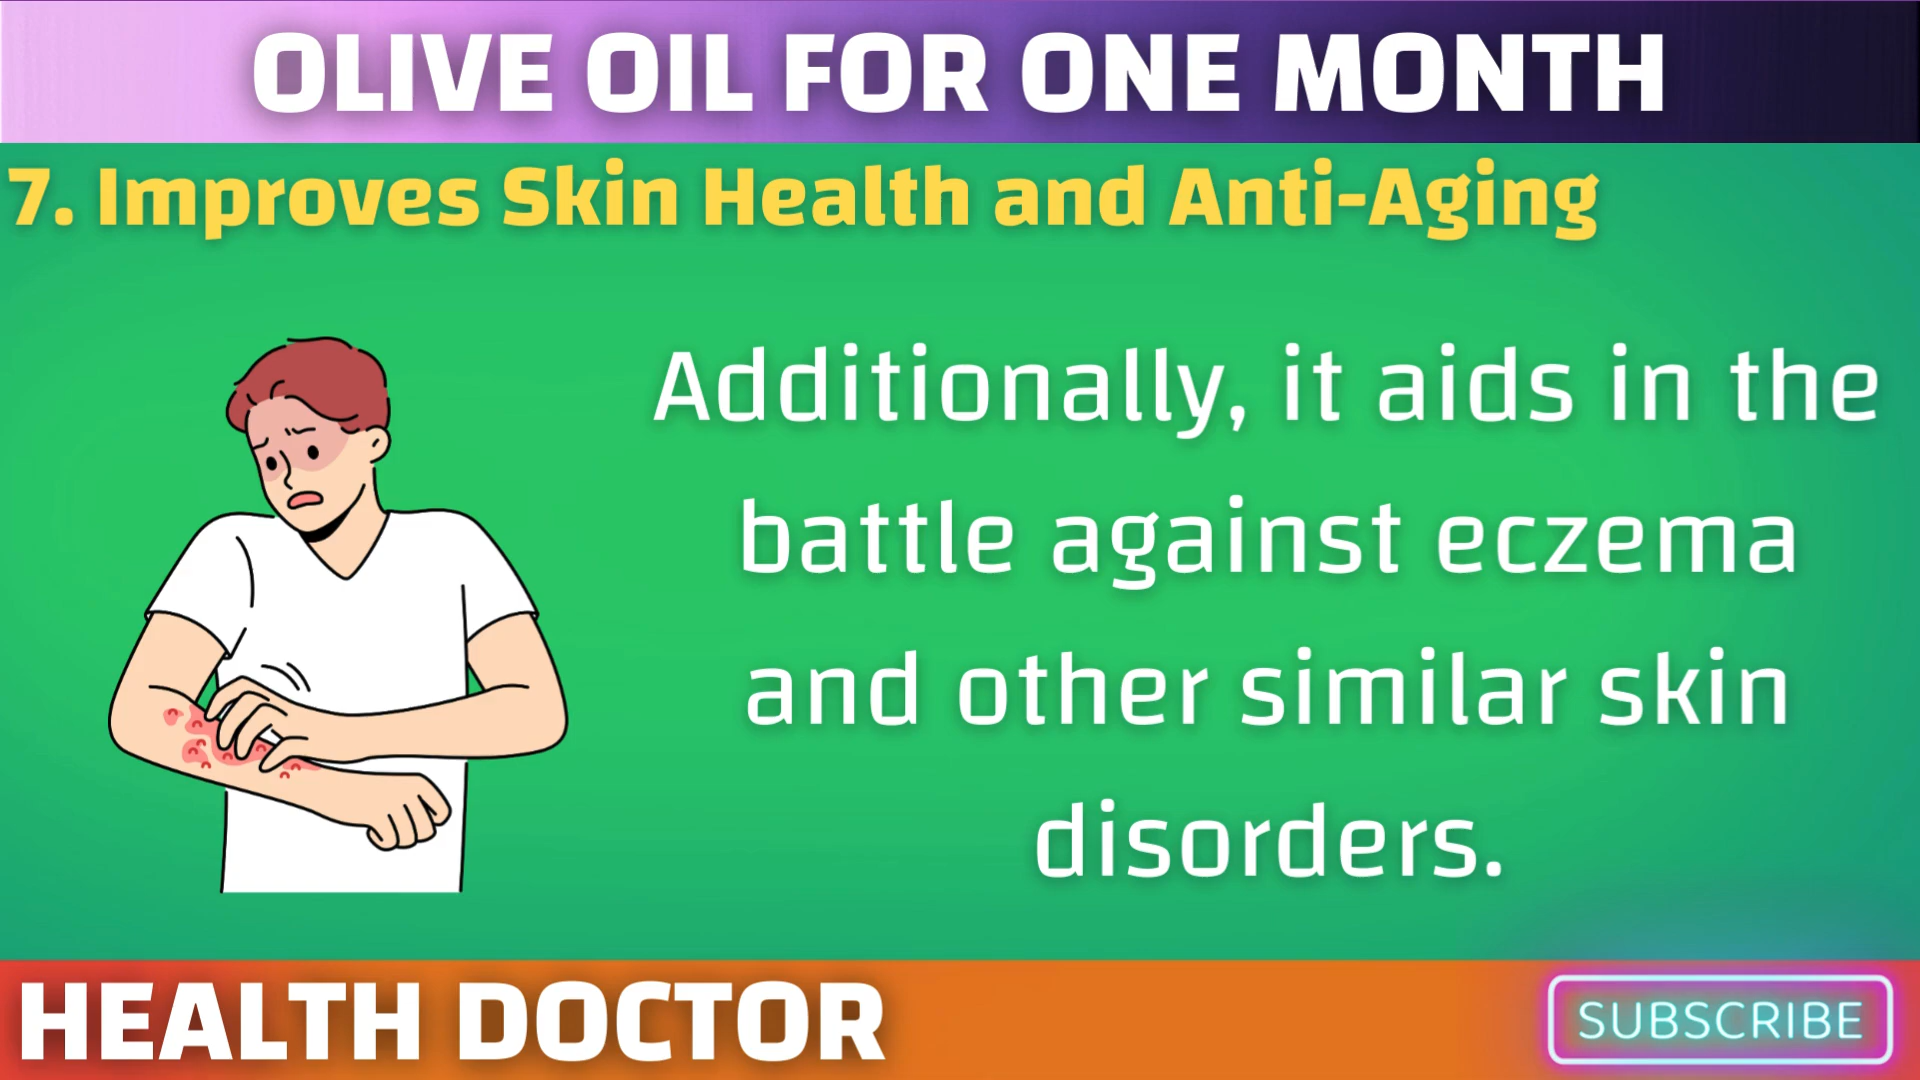 OLIVE OIL FOR ONE MONTH
7. Improves Skin Health and Anti-Aging
Additionally, it aids in the
battle against eczema
and other similar skin
disorders.
HEALTH DOCTOR
SUBSCRIBE